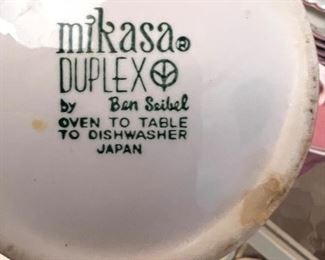 mikasa®
DUPLEX
by Ben Seibel
OVEN TO TABLE
TO DISHWASHER
JAPAN